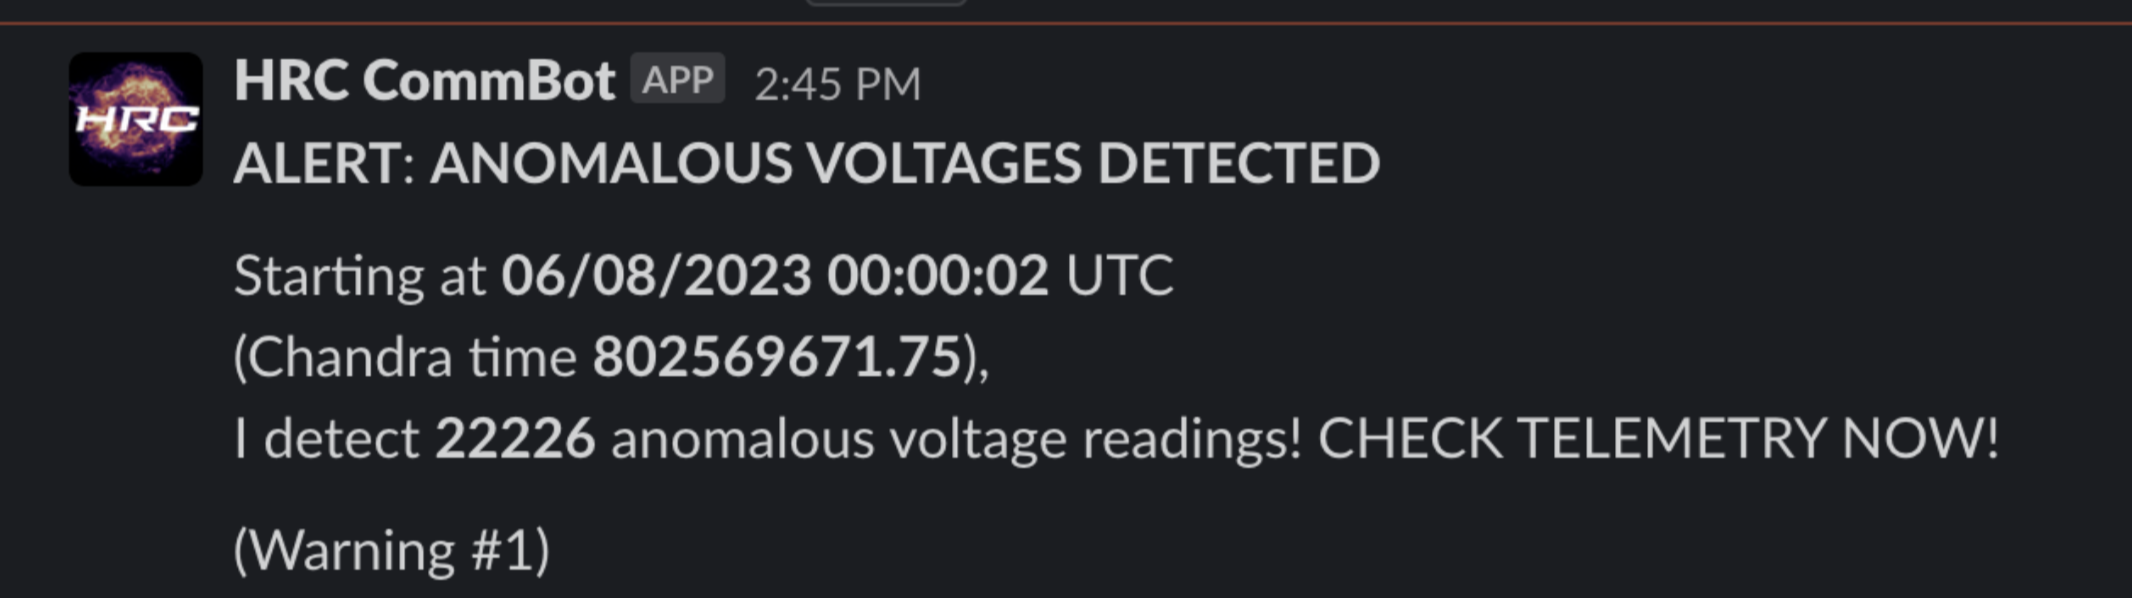 HRC
HRC CommBot APP 2:45 PM
ALERT: ANOMALOUS VOLTAGES DETECTED
Starting at 06/08/2023 00:00:02 UTC
(Chandra time 802569671.75),
I detect 22226 anomalous voltage readings! CHECK TELEMETRY NOW!
(Warning #1)